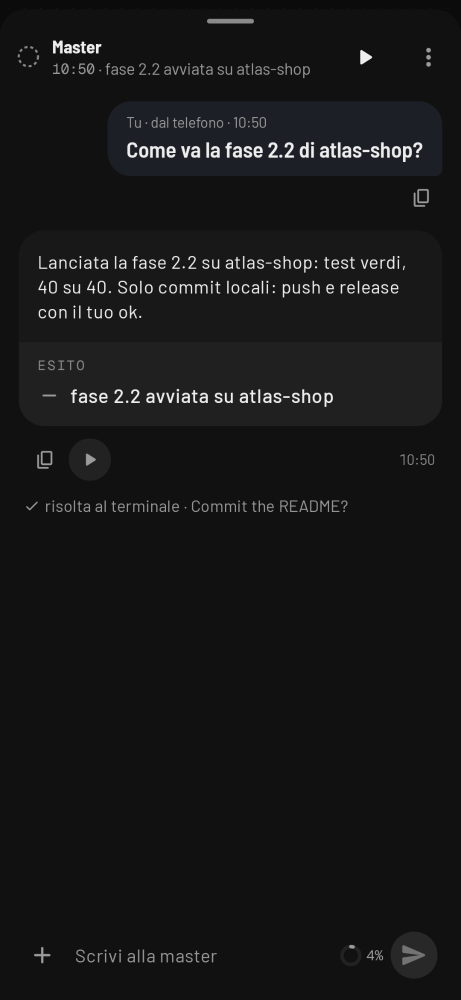 Master
10:50 · fase 2.2 avviata su atlas-shop
Tu · dal telefono · 10:50
Come va la fase 2.2 di atlas-shop?
Lanciata la fase 2.2 su atlas-shop: test verdi,
40 su 40. Solo commit locali: push e release
con il tuo ok.
ESITO
— fase 2.2 avviata su atlas-shop
10:50
risolta al terminale · Commit the README?
Scrivi alla master
4%